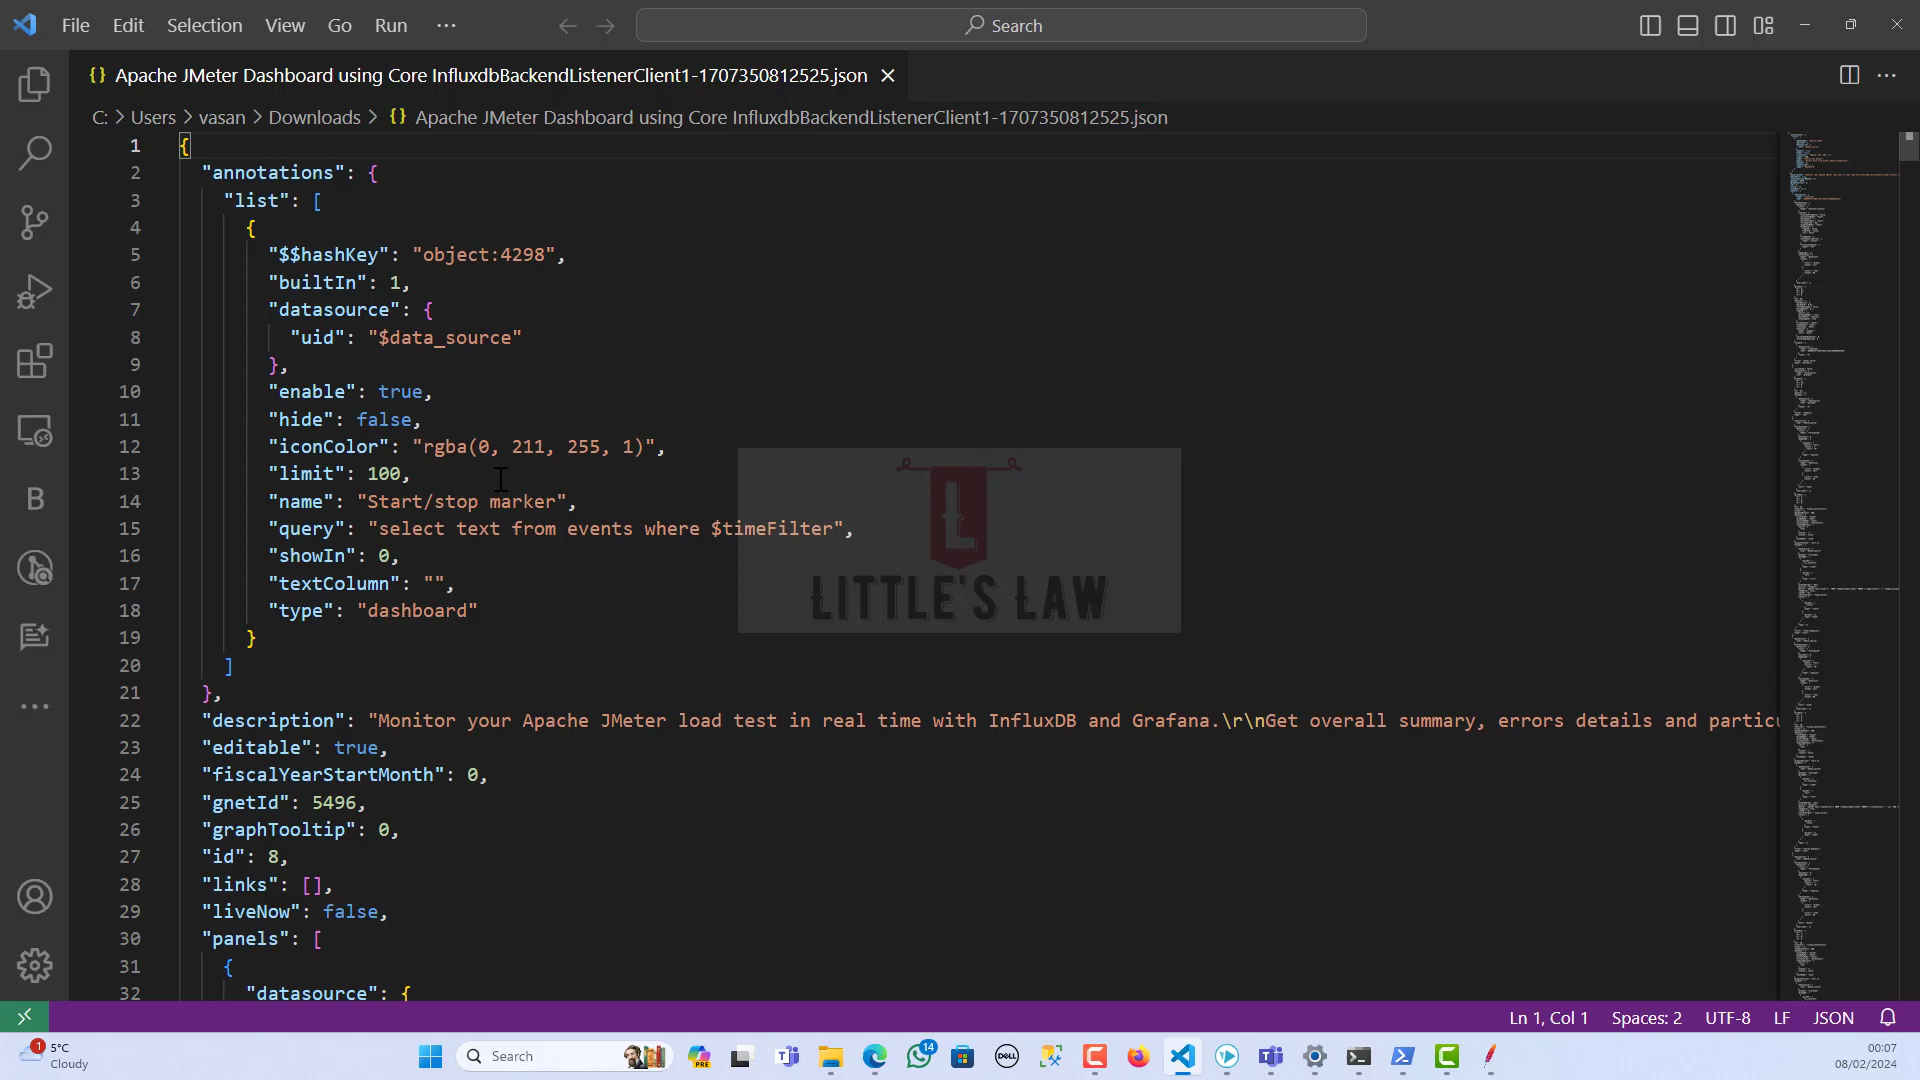 File Edit Selection View Go Run ···
Search
{} Apache JMeter Dashboard using Core InfluxdbBackendListenerClient1-1707350812525.json
C: > Users > vasan > Downloads > {} Apache JMeter Dashboard using Core InfluxdbBackendListenerClient1-1707350812525.json
1 {
2 "annotations": {
3 "list": [
4 {
5 "$$hashKey": "object:4298",
6 "builtIn": 1,
7 "datasource": {
8 "uid": "$data_source"
9 },
10 "enable": true,
11 "hide": false,
12 "iconColor": "rgba(0, 211, 255, 1)",
13 "limit": 100,
14 "name": "Start/stop marker",
15 "query": "select text from events where $timeFilter",
16 "showIn": 0,
17 "textColumn": "",
18 "type": "dashboard"
19 }
20 ]
21 },
22 "description": "Monitor your Apache JMeter load test in real time with InfluxDB and Grafana.\r\nGet overall summary, errors details and particu
23 "editable": true,
24 "fiscalYearStartMonth": 0,
25 "gnetId": 5496,
26 "graphTooltip": 0,
27 "id": 8,
28 "links": [],
29 "liveNow": false,
30 "panels": [
31 {
32 "datasource": {
L
LITTLE'S LAW
B
Ln 1, Col 1 Spaces: 2 UTF-8 LF JSON
1
5°C
Cloudy
Search
PRE
14
DELL
00:07
08/02/2024